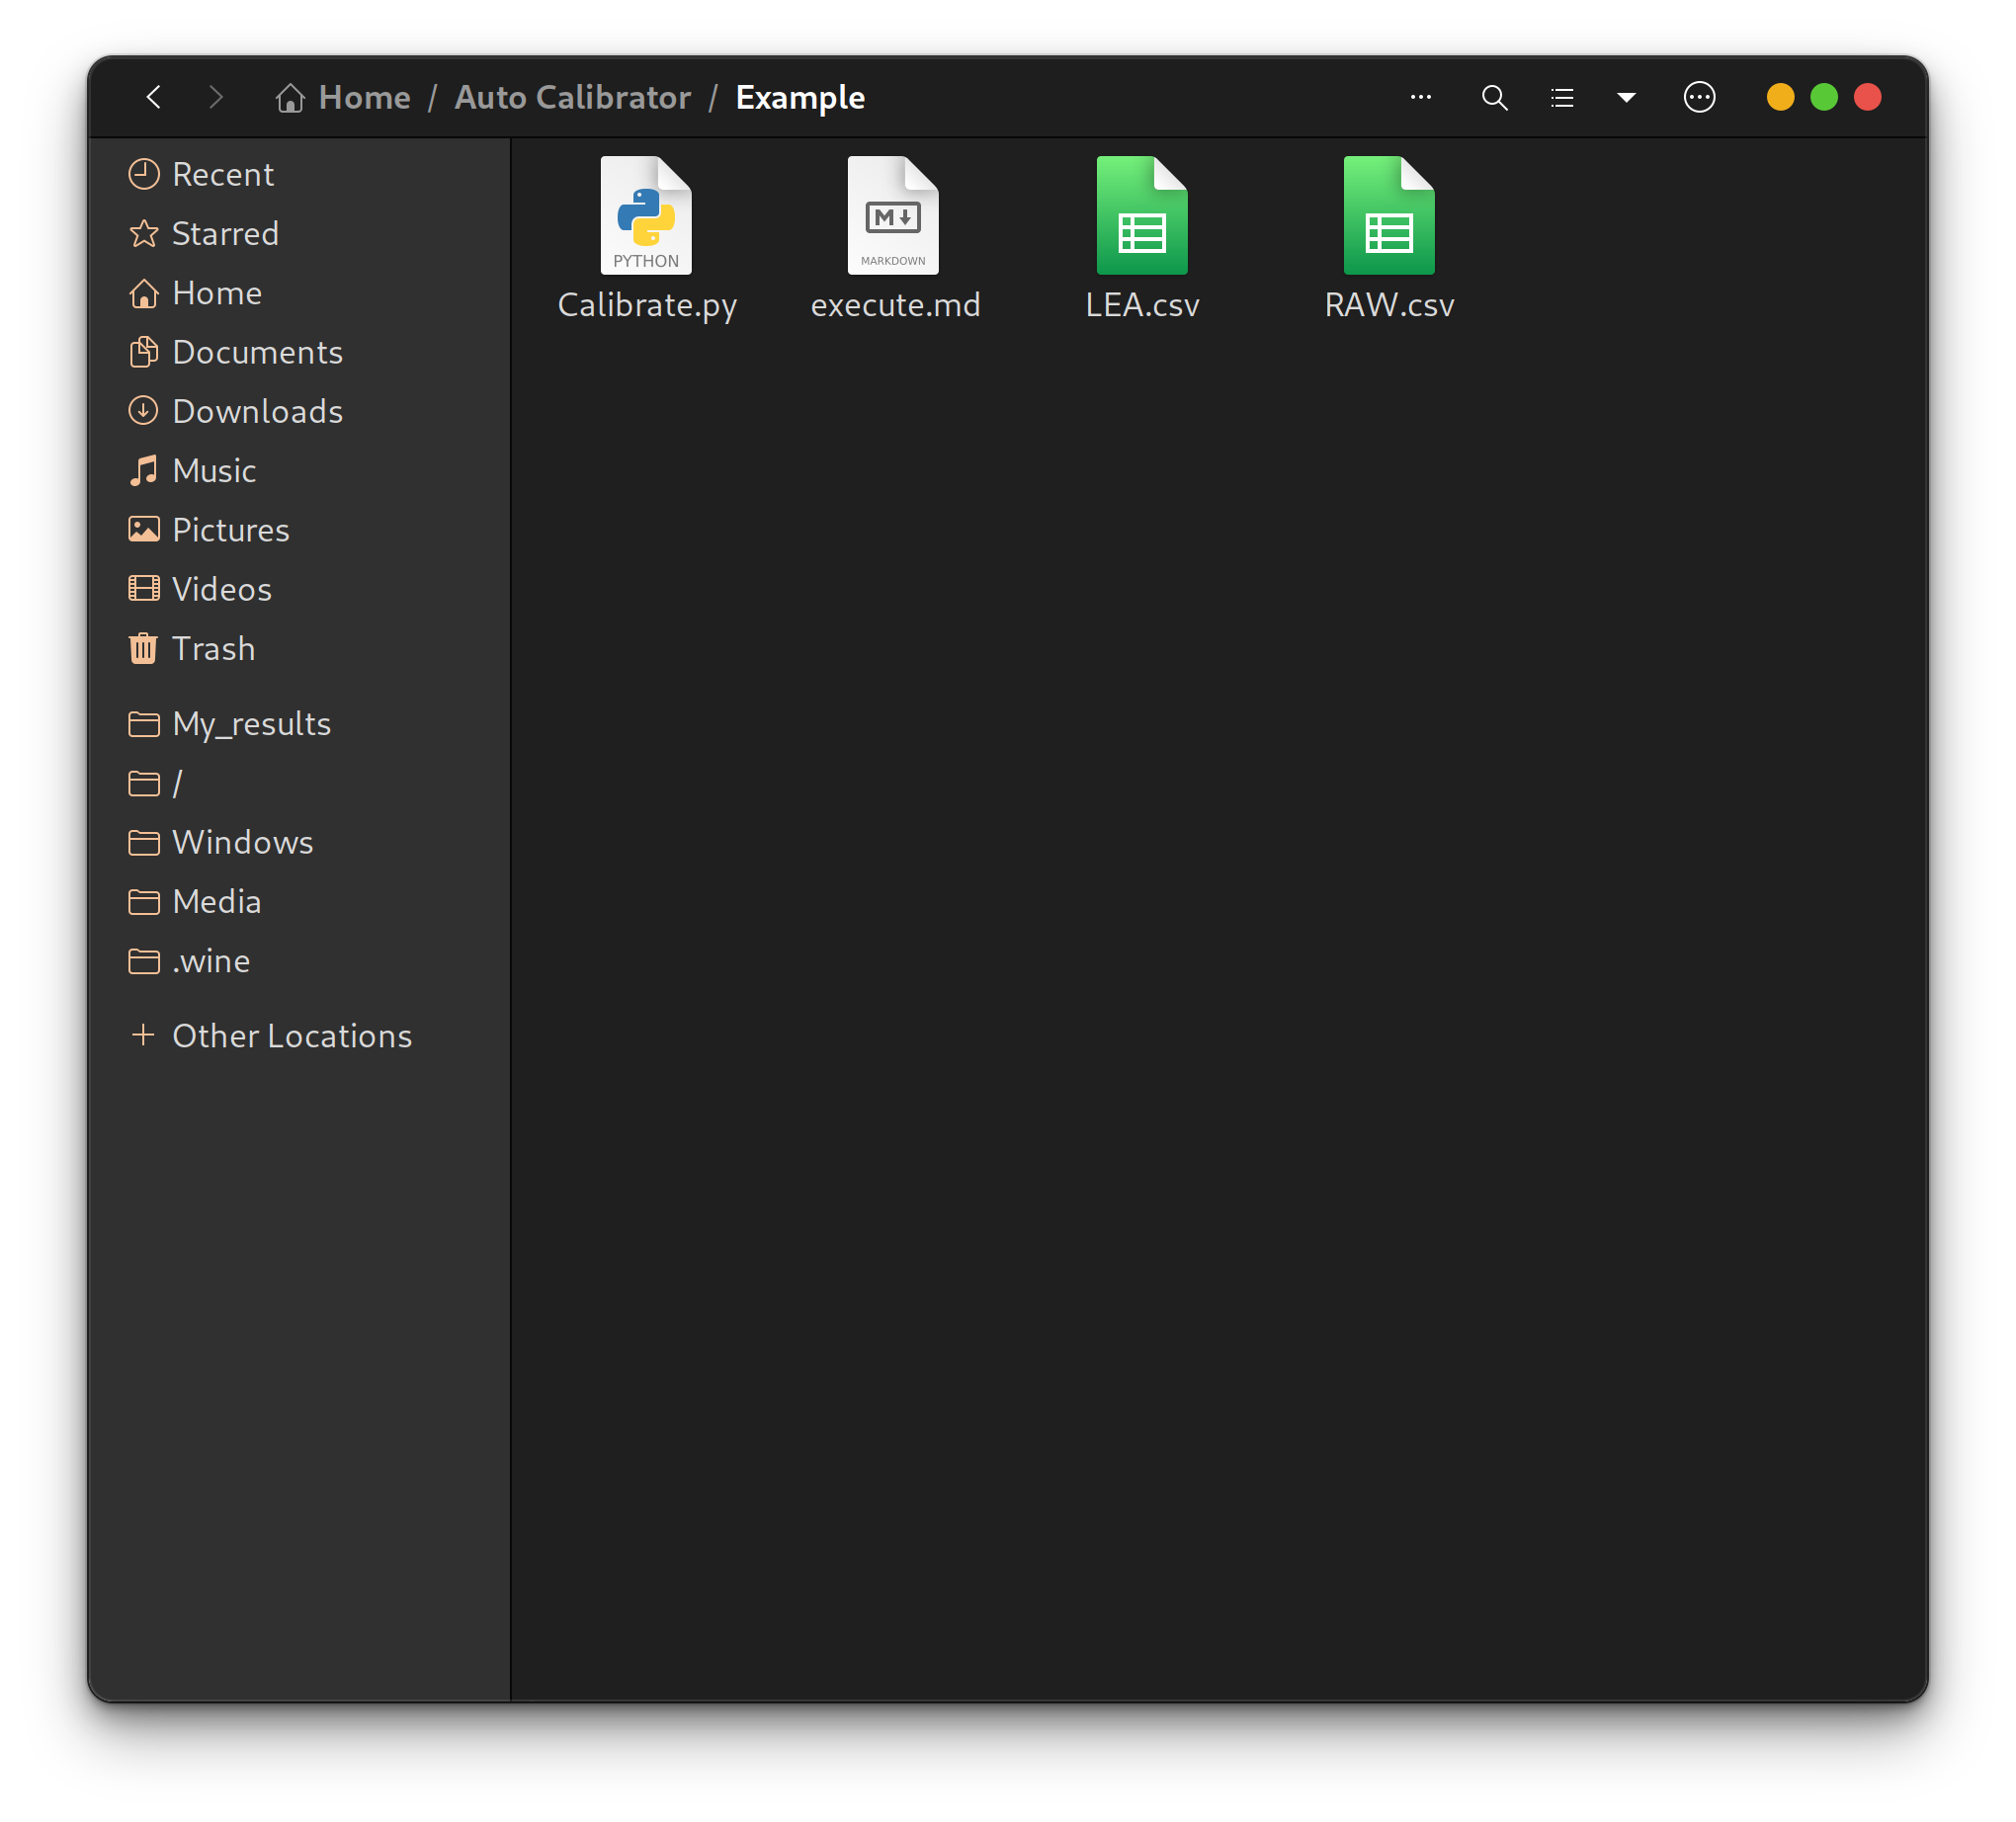 Home / Auto Calibrator / Example
Recent
Starred
Home
Documents
Downloads
Music
Pictures
Videos
Trash
My_results
/
Windows
Media
.wine
Other Locations
PYTHON
Calibrate.py
M
MARKDOWN
execute.md
LEA.csv
RAW.csv